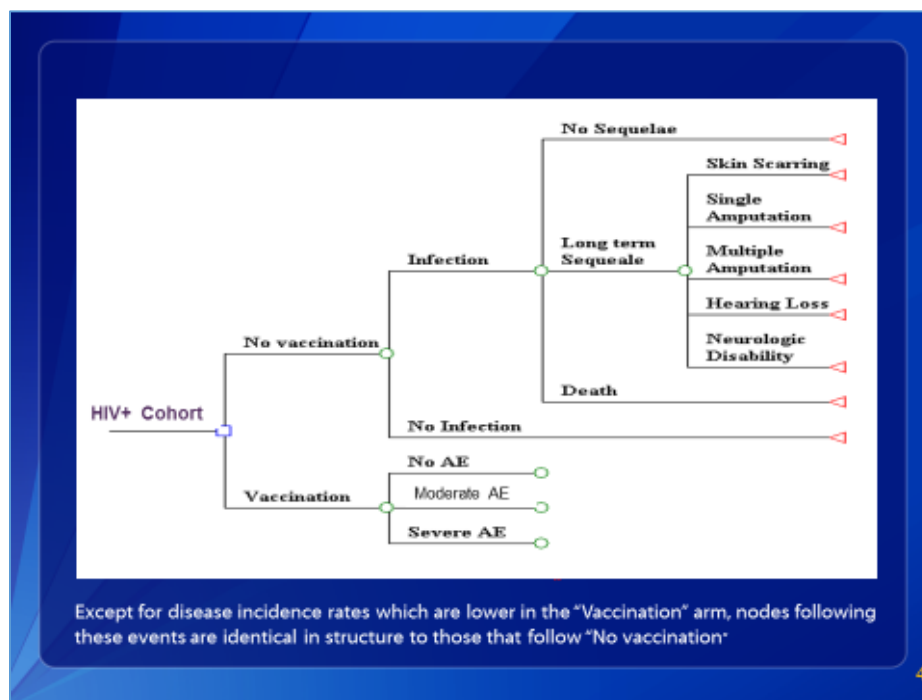 No Sequelae
Skin Scarring
Single
Amputation
Long term
Sequeale
Multiple
Amputation
Infection
Hearing Loss
No vaccination
Neurologic
Disability
Death
HIV+ Cohort
No Infection
No AE
Vaccination
Moderate AE
Severe AE
Except for disease incidence rates which are lower in the "Vaccination" arm, nodes following
these events are identical in structure to those that follow "No vaccination"